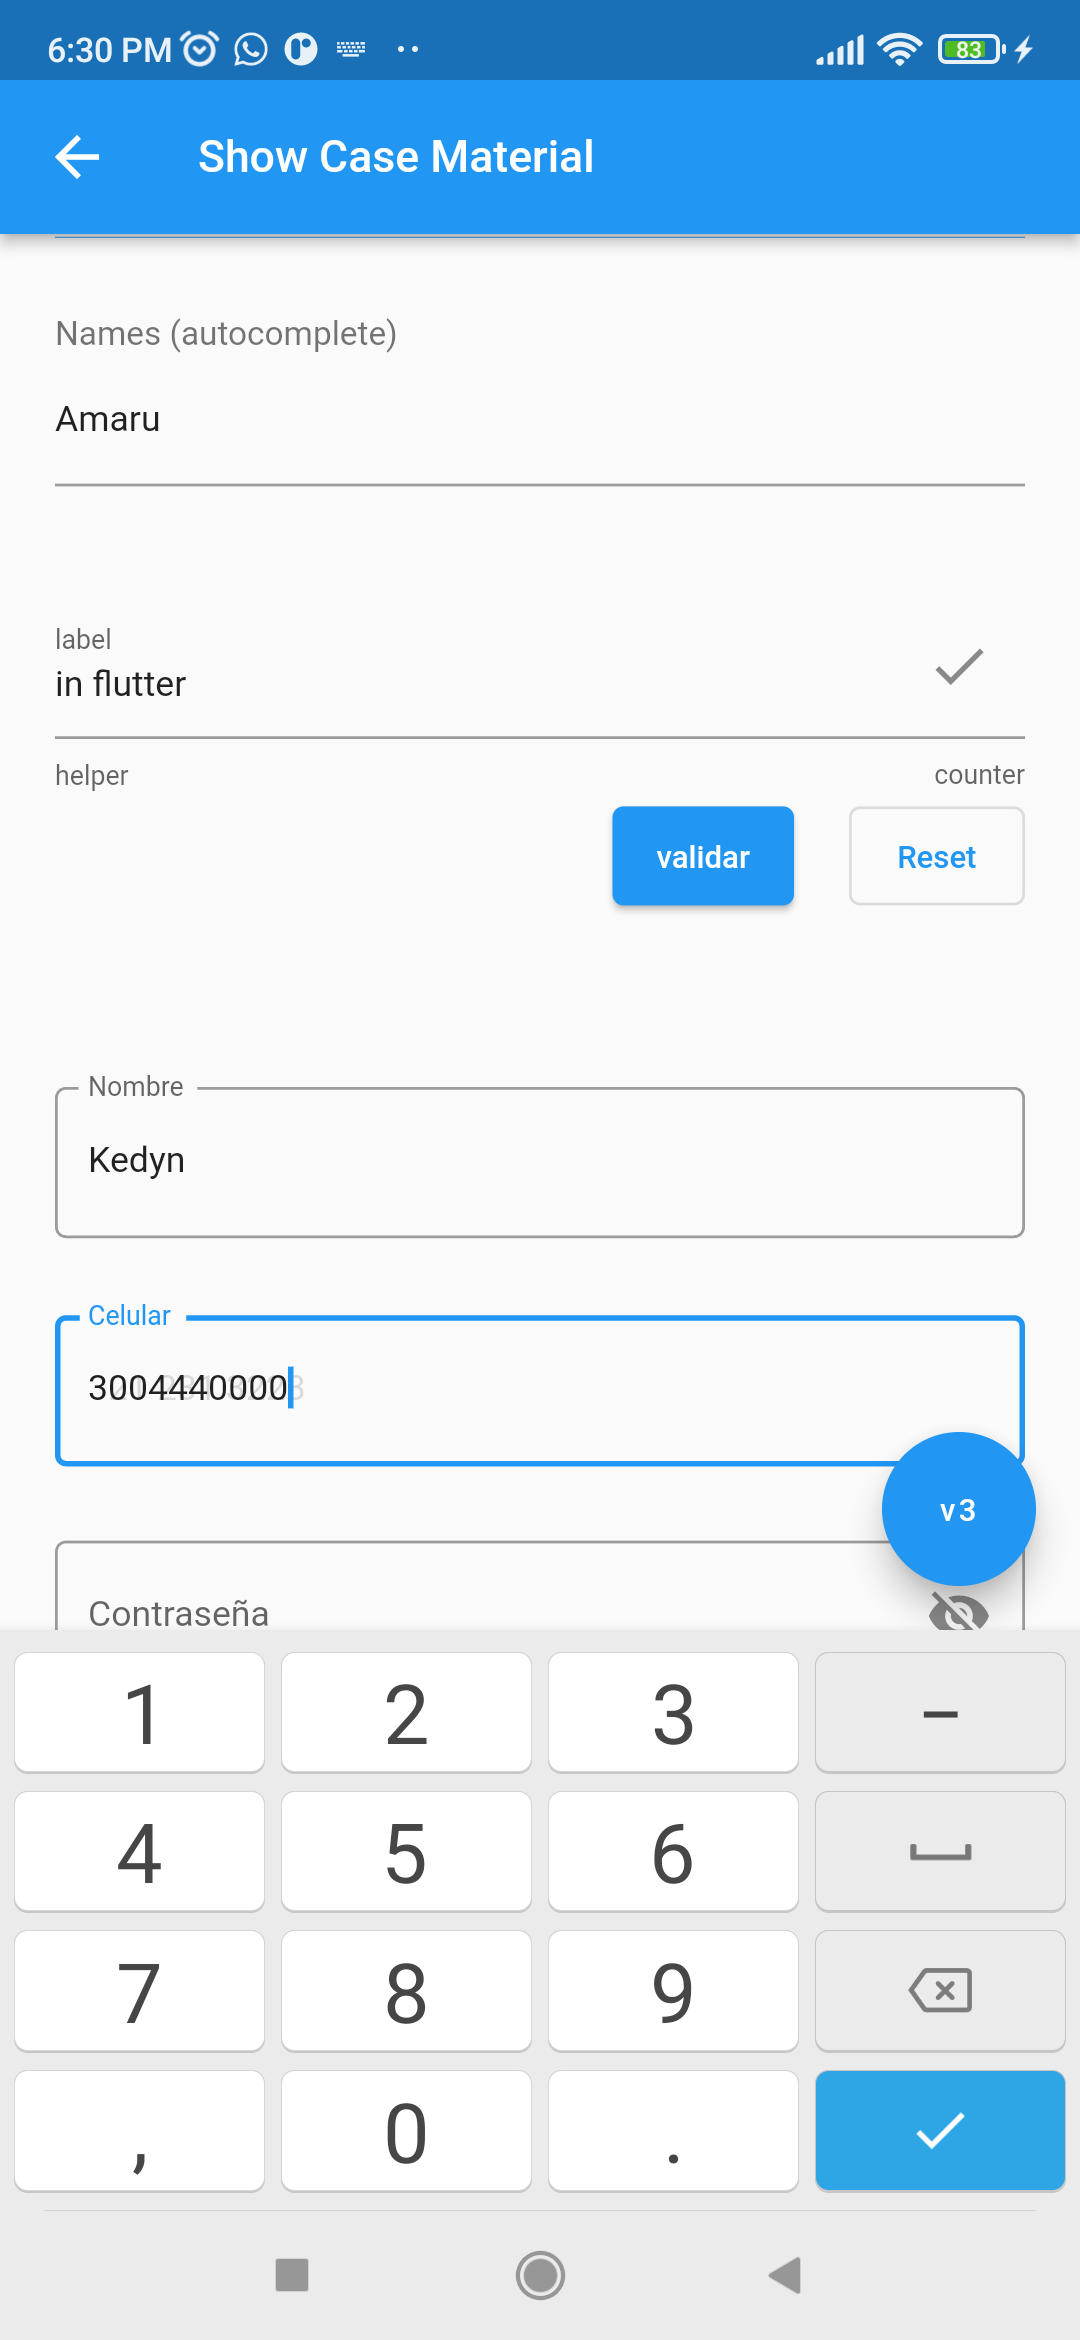 6:30 PM
83
Show Case Material
Names (autocomplete)
Amaru
label
in flutter
helper
counter
validar
Reset
Nombre
Kedyn
Celular
3004440000
v3
Contraseña
1 2 3 –
4 5 6
7 8 9
, 0 .